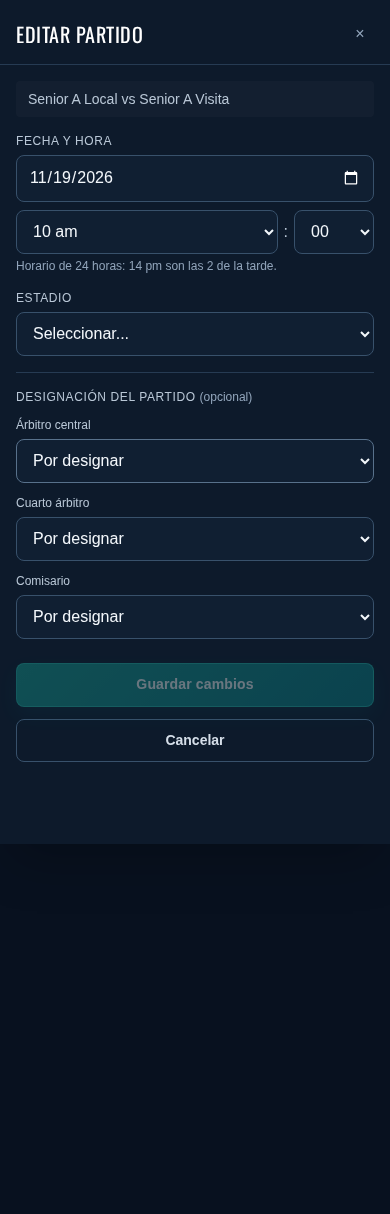 EDITAR PARTIDO ×
Senior A Local vs Senior A Visita
FECHA Y HORA
11/19/2026
10 am : 00
Horario de 24 horas: 14 pm son las 2 de la tarde.
ESTADIO
Seleccionar...
DESIGNACIÓN DEL PARTIDO (opcional)
Árbitro central
Por designar
Cuarto árbitro
Por designar
Comisario
Por designar
Guardar cambios
Cancelar